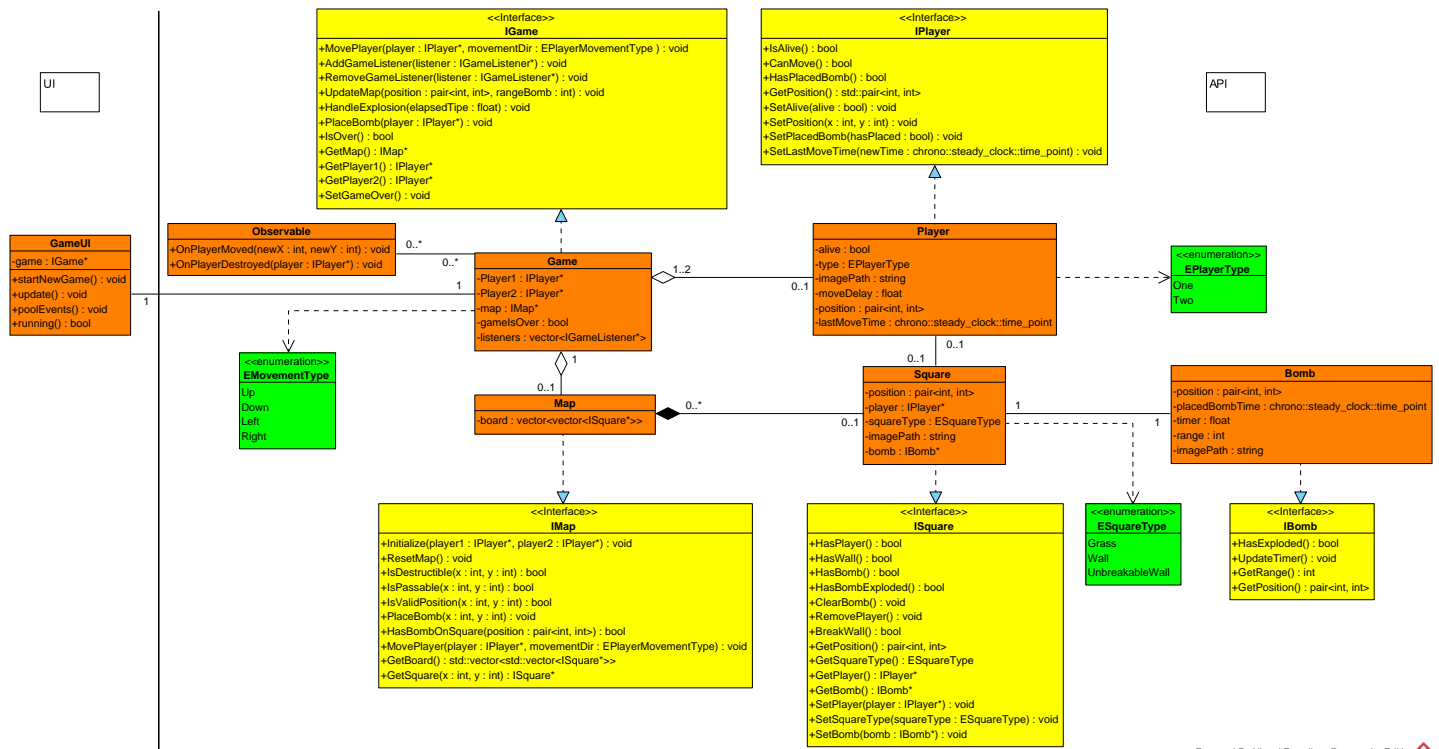 UI
API
<<Interface>>
IGame
+MovePlayer(player : IPlayer*, movementDir : EPlayerMovementType ) : void
+AddGameListener(listener : IGameListener*) : void
+RemoveGameListener(listener : IGameListener*) : void
+UpdateMap(position : pair<int, int>, rangeBomb : int) : void
+HandleExplosion(elapsedTipe : float) : void
+PlaceBomb(player : IPlayer*) : void
+IsOver() : bool
+GetMap() : IMap*
+GetPlayer1() : IPlayer*
+GetPlayer2() : IPlayer*
+SetGameOver() : void
<<Interface>>
IPlayer
+IsAlive() : bool
+CanMove() : bool
+HasPlacedBomb() : bool
+GetPosition() : std::pair<int, int>
+SetAlive(alive : bool) : void
+SetPosition(x : int, y : int) : void
+SetPlacedBomb(hasPlaced : bool) : void
+SetLastMoveTime(newTime : chrono::steady_clock::time_point) : void
GameUI
-game : IGame*
+startNewGame() : void
+update() : void
+poolEvents() : void
+running() : bool
1
1
Observable
+OnPlayerMoved(newX : int, newY : int) : void
+OnPlayerDestroyed(player : IPlayer*) : void
0..*
0..*
Game
-Player1 : IPlayer*
-Player2 : IPlayer*
-map : IMap*
-gameIsOver : bool
-listeners : vector<IGameListener*>
1..2
0..1
Player
-alive : bool
-type : EPlayerType
-imagePath : string
-moveDelay : float
-position : pair<int, int>
-lastMoveTime : chrono::steady_clock::time_point
<<enumeration>>
EPlayerType
One
Two
<<enumeration>>
EMovementType
Up
Down
Left
Right
1
0..1
0..1
0..1
Map
-board : vector<vector<ISquare*>>
0..*
0..1
Square
-position : pair<int, int>
-player : IPlayer*
-squareType : ESquareType
-imagePath : string
-bomb : IBomb*
1
1
Bomb
-position : pair<int, int>
-placedBombTime : chrono::steady_clock::time_point
-timer : float
-range : int
-imagePath : string
<<Interface>>
IMap
+Initialize(player1 : IPlayer*, player2 : IPlayer*) : void
+ResetMap() : void
+IsDestructible(x : int, y : int) : bool
+IsPassable(x : int, y : int) : bool
+IsValidPosition(x : int, y : int) : bool
+PlaceBomb(x : int, y : int) : void
+HasBombOnSquare(position : pair<int, int>) : bool
+MovePlayer(player : IPlayer*, movementDir : EPlayerMovementType) : void
+GetBoard() : std::vector<std::vector<ISquare*>>
+GetSquare(x : int, y : int) : ISquare*
<<Interface>>
ISquare
+HasPlayer() : bool
+HasWall() : bool
+HasBomb() : bool
+HasBombExploded() : bool
+ClearBomb() : void
+RemovePlayer() : void
+BreakWall() : bool
+GetPosition() : pair<int, int>
+GetSquareType() : ESquareType
+GetPlayer() : IPlayer*
+GetBomb() : IBomb*
+SetPlayer(player : IPlayer*) : void
+SetSquareType(squareType : ESquareType) : void
+SetBomb(bomb : IBomb*) : void
<<enumeration>>
ESquareType
Grass
Wall
UnbreakableWall
<<Interface>>
IBomb
+HasExploded() : bool
+UpdateTimer() : void
+GetRange() : int
+GetPosition() : pair<int, int>